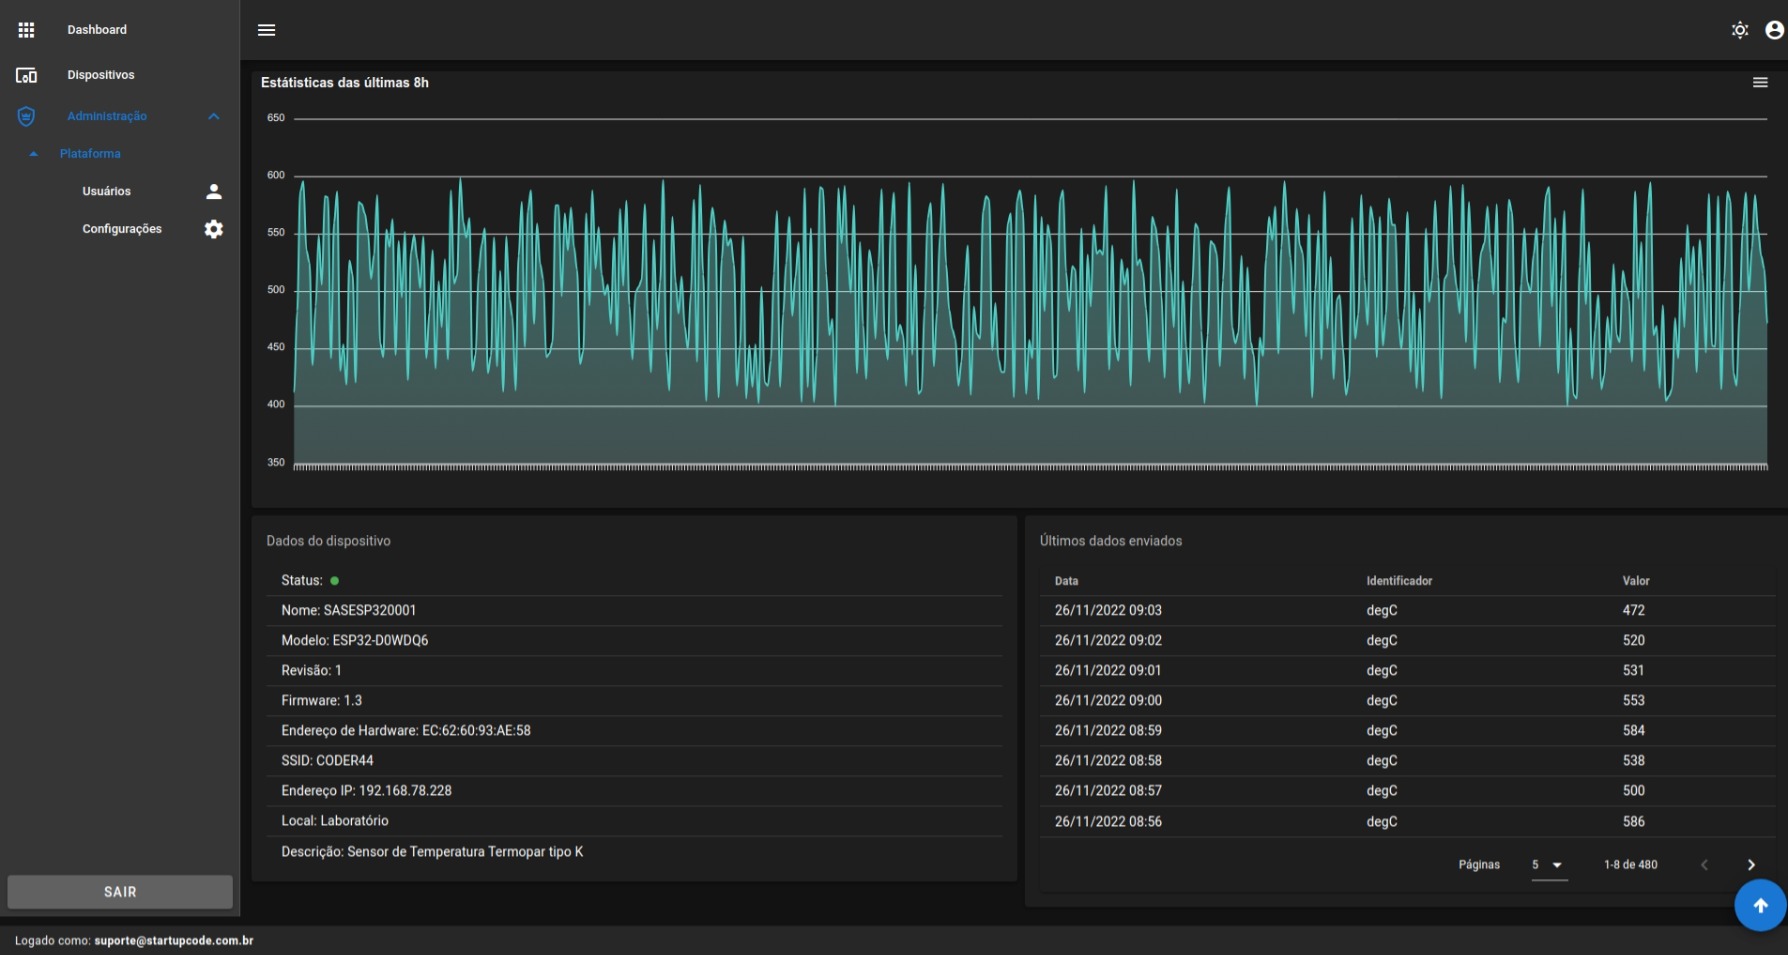 Dashboard
Dispositivos
Administração
Plataforma
Usuários
Configurações
SAIR
Estátisticas das últimas 8h
650
600
550
500
450
400
350
Dados do dispositivo
Status:
Nome: SASESP320001
Modelo: ESP32-D0WDQ6
Revisão: 1
Firmware: 1.3
Endereço de Hardware: EC:62:60:93:AE:58
SSID: CODER44
Endereço IP: 192.168.78.228
Local: Laboratório
Descrição: Sensor de Temperatura Termopar tipo K
Últimos dados enviados
Data Identificador Valor
26/11/2022 09:03 degC 472
26/11/2022 09:02 degC 520
26/11/2022 09:01 degC 531
26/11/2022 09:00 degC 553
26/11/2022 08:59 degC 584
26/11/2022 08:58 degC 538
26/11/2022 08:57 degC 500
26/11/2022 08:56 degC 586
Páginas 5 1-8 de 480
Logado como: suporte@startupcode.com.br